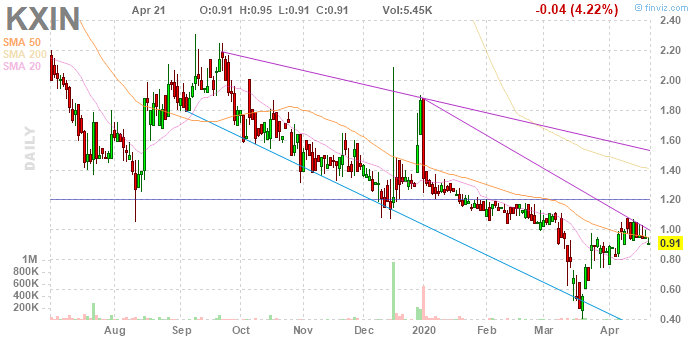 KXIN Apr 21 O:0.91 H:0.95 L:0.91 C:0.91 Vol:5.45K -0.04 (4.22%)
© finviz.com
SMA 50
SMA 200
SMA 20
DAILY
2.40
2.20
2.00
1.80
1.60
1.40
1.20
1.00
0.91
0.80
0.60
0.40
1M
800K
600K
400K
200K
Aug Sep Oct Nov Dec 2020 Feb Mar Apr